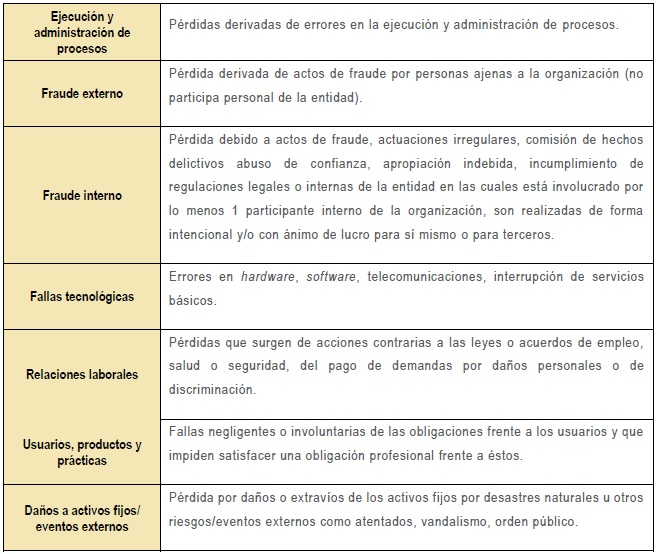 Ejecución y
administración de
procesos
Pérdidas derivadas de errores en la ejecución y administración de procesos.
Fraude externo
Pérdida derivada de actos de fraude por personas ajenas a la organización (no
participa personal de la entidad).
Fraude interno
Pérdida debido a actos de fraude, actuaciones irregulares, comisión de hechos
delictivos abuso de confianza, apropiación indebida, incumplimiento de
regulaciones legales o internas de la entidad en las cuales está involucrado por
lo menos 1 participante interno de la organización, son realizadas de forma
intencional y/o con ánimo de lucro para sí mismo o para terceros.
Fallas tecnológicas
Errores en hardware, software, telecomunicaciones, interrupción de servicios
básicos.
Relaciones laborales
Pérdidas que surgen de acciones contrarias a las leyes o acuerdos de empleo,
salud o seguridad, del pago de demandas por daños personales o de
discriminación.
Usuarios, productos y
prácticas
Fallas negligentes o involuntarias de las obligaciones frente a los usuarios y que
impiden satisfacer una obligación profesional frente a éstos.
Daños a activos fijos/
eventos externos
Pérdida por daños o extravíos de los activos fijos por desastres naturales u otros
riesgos/eventos externos como atentados, vandalismo, orden público.